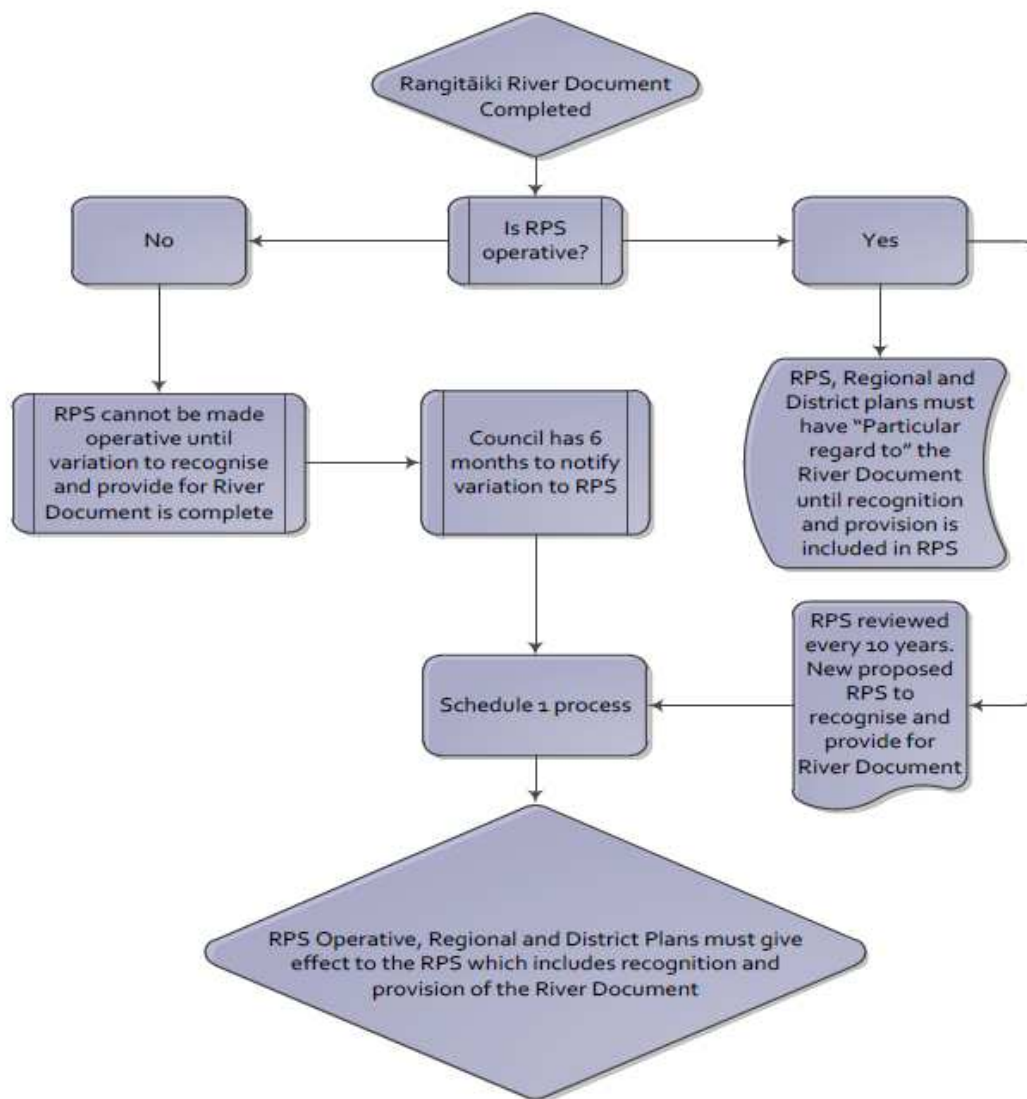 Rangitāiki River Document
Completed
No
Is RPS
operative?
Yes
RPS cannot be made
operative until
variation to recognise
and provide for River
Document is complete
Council has 6
months to notify
variation to RPS
RPS, Regional and
District plans must
have “Particular
regard to” the
River Document
until recognition
and provision is
included in RPS
Schedule 1 process
RPS reviewed
every 10 years.
New proposed
RPS to
recognise and
provide for
River Document
RPS Operative, Regional and District Plans must give
effect to the RPS which includes recognition and
provision of the River Document